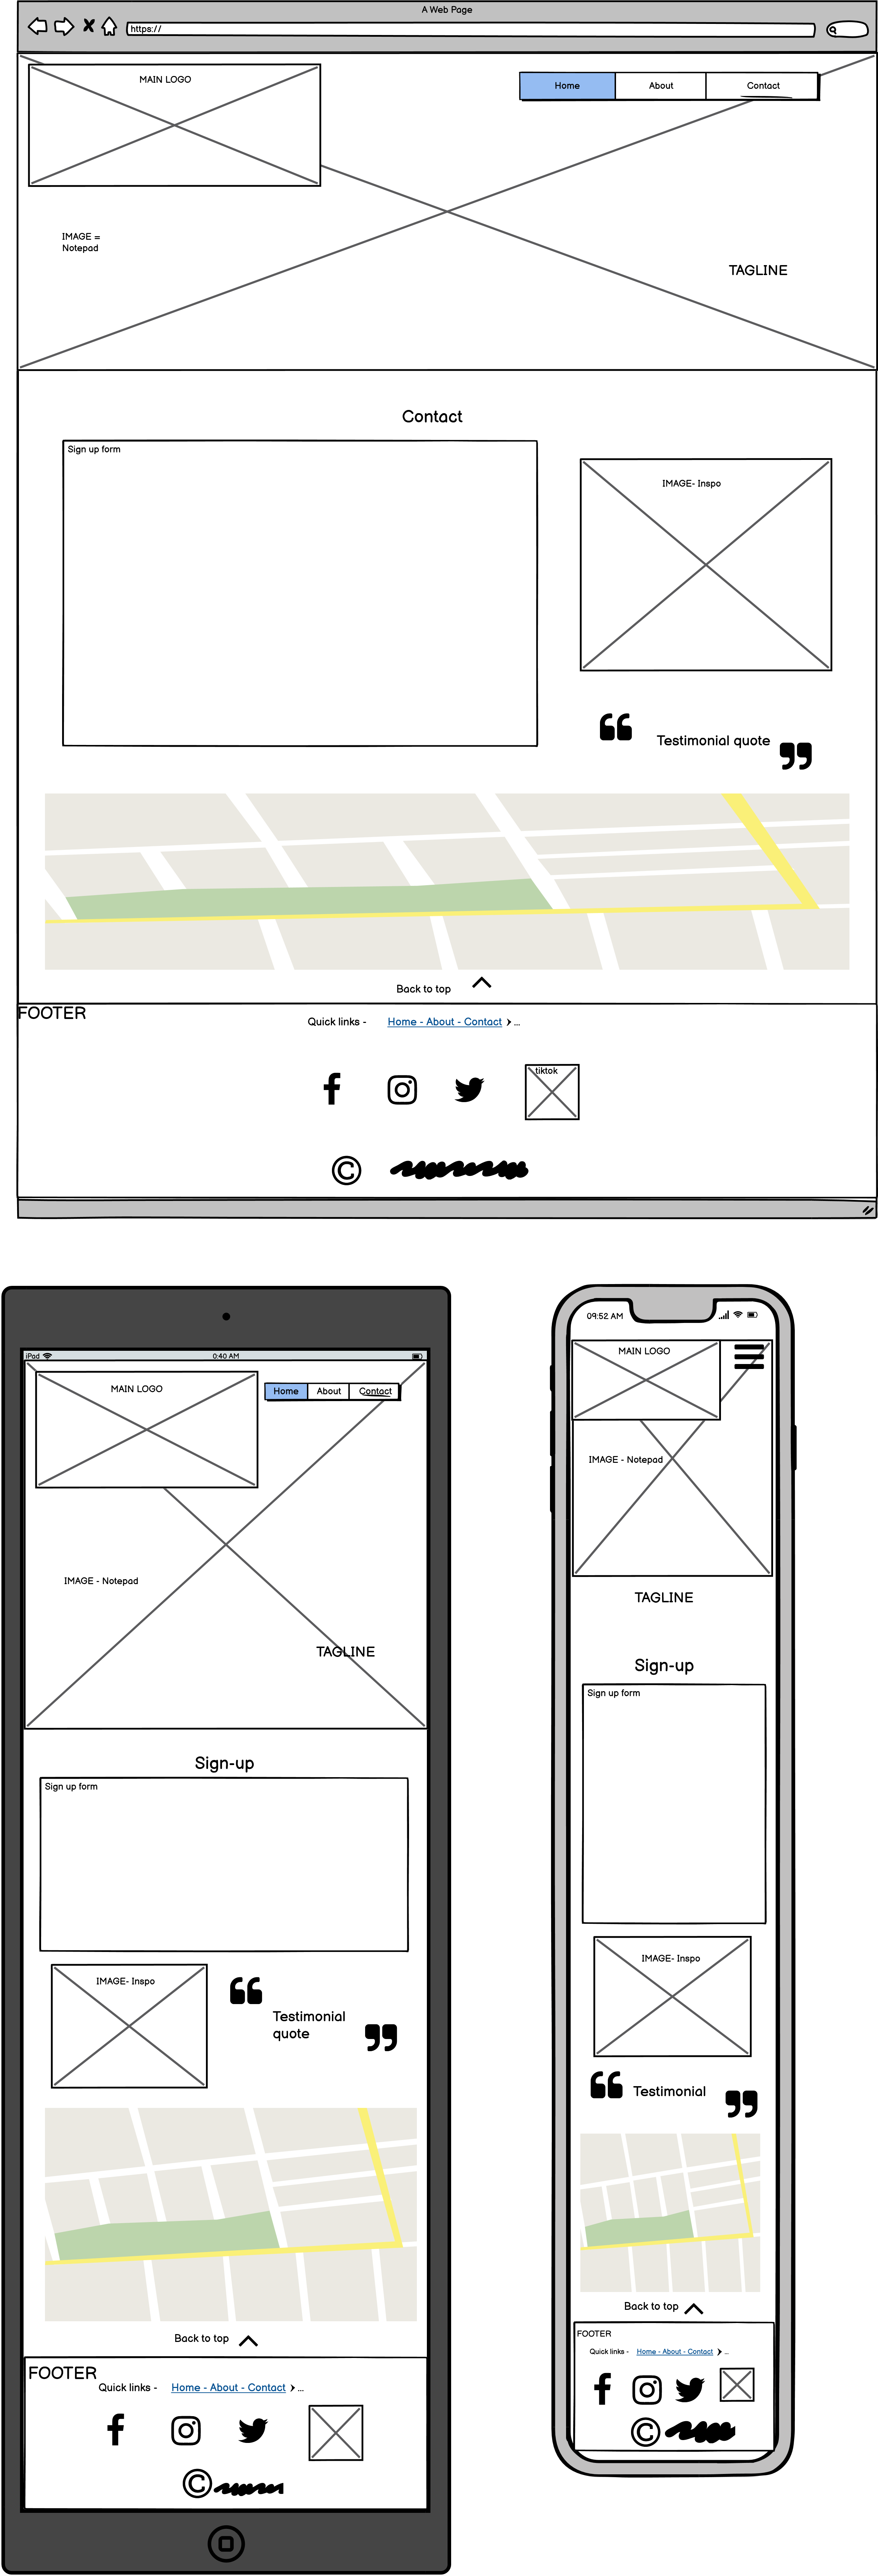 A Web Page
https://
MAIN LOGO
Home
About
Contact
IMAGE =
Notepad
TAGLINE
Contact
Sign up form
IMAGE- Inspo
Testimonial quote
Back to top
FOOTER
Quick links - Home - About - Contact ...
tiktok
©
iPad
0:40 AM
MAIN LOGO
Home
About
Contact
IMAGE - Notepad
TAGLINE
Sign-up
Sign up form
IMAGE- Inspo
Testimonial
quote
Back to top
FOOTER
Quick links - Home - About - Contact ...
©
09:52 AM
MAIN LOGO
IMAGE - Notepad
TAGLINE
Sign-up
Sign up form
IMAGE- Inspo
Testimonial
Back to top
FOOTER
Quick links - Home - About - Contact ...
©